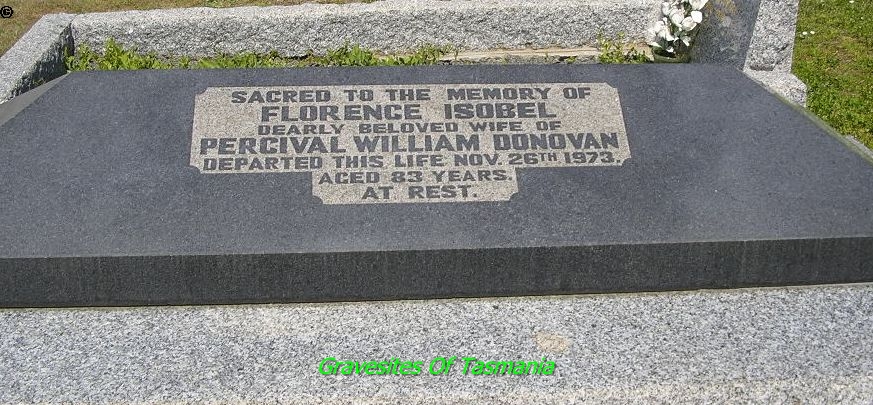 SACRED TO THE MEMORY OF
FLORENCE ISOBEL
DEARLY BELOVED WIFE OF
PERCIVAL WILLIAM DONOVAN
DEPARTED THIS LIFE NOV. 26TH 1973.
AGED 83 YEARS.
AT REST.
Gravesites Of Tasmania